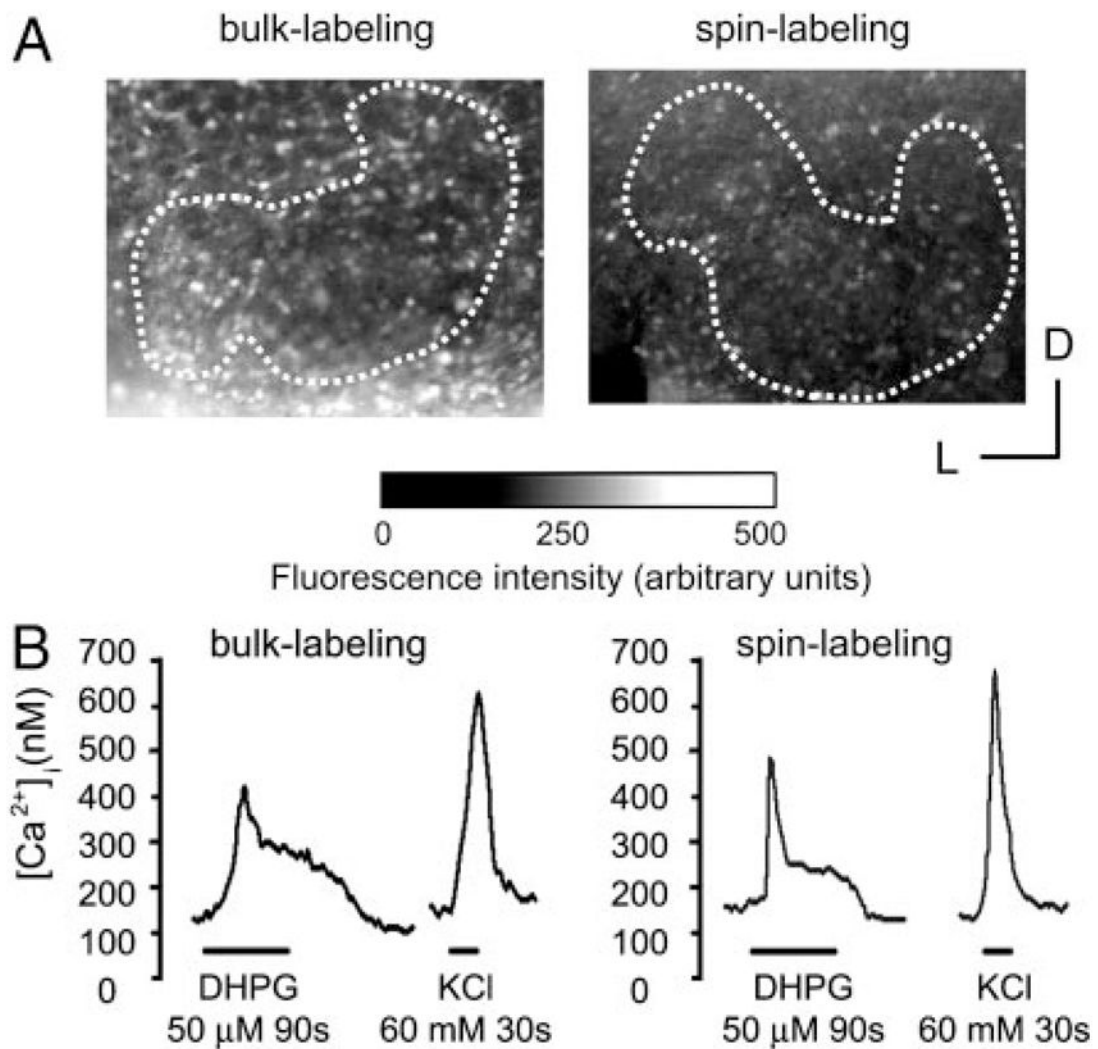 A
bulk-labeling
spin-labeling
D
L
0 250 500
Fluorescence intensity (arbitrary units)
B
bulk-labeling
[Ca²⁺]ᵢ(nM)
700
600
500
400
300
200
100
0
DHPG
50 µM 90s
KCl
60 mM 30s
spin-labeling
700
600
500
400
300
200
100
0
DHPG
50 µM 90s
KCl
60 mM 30s